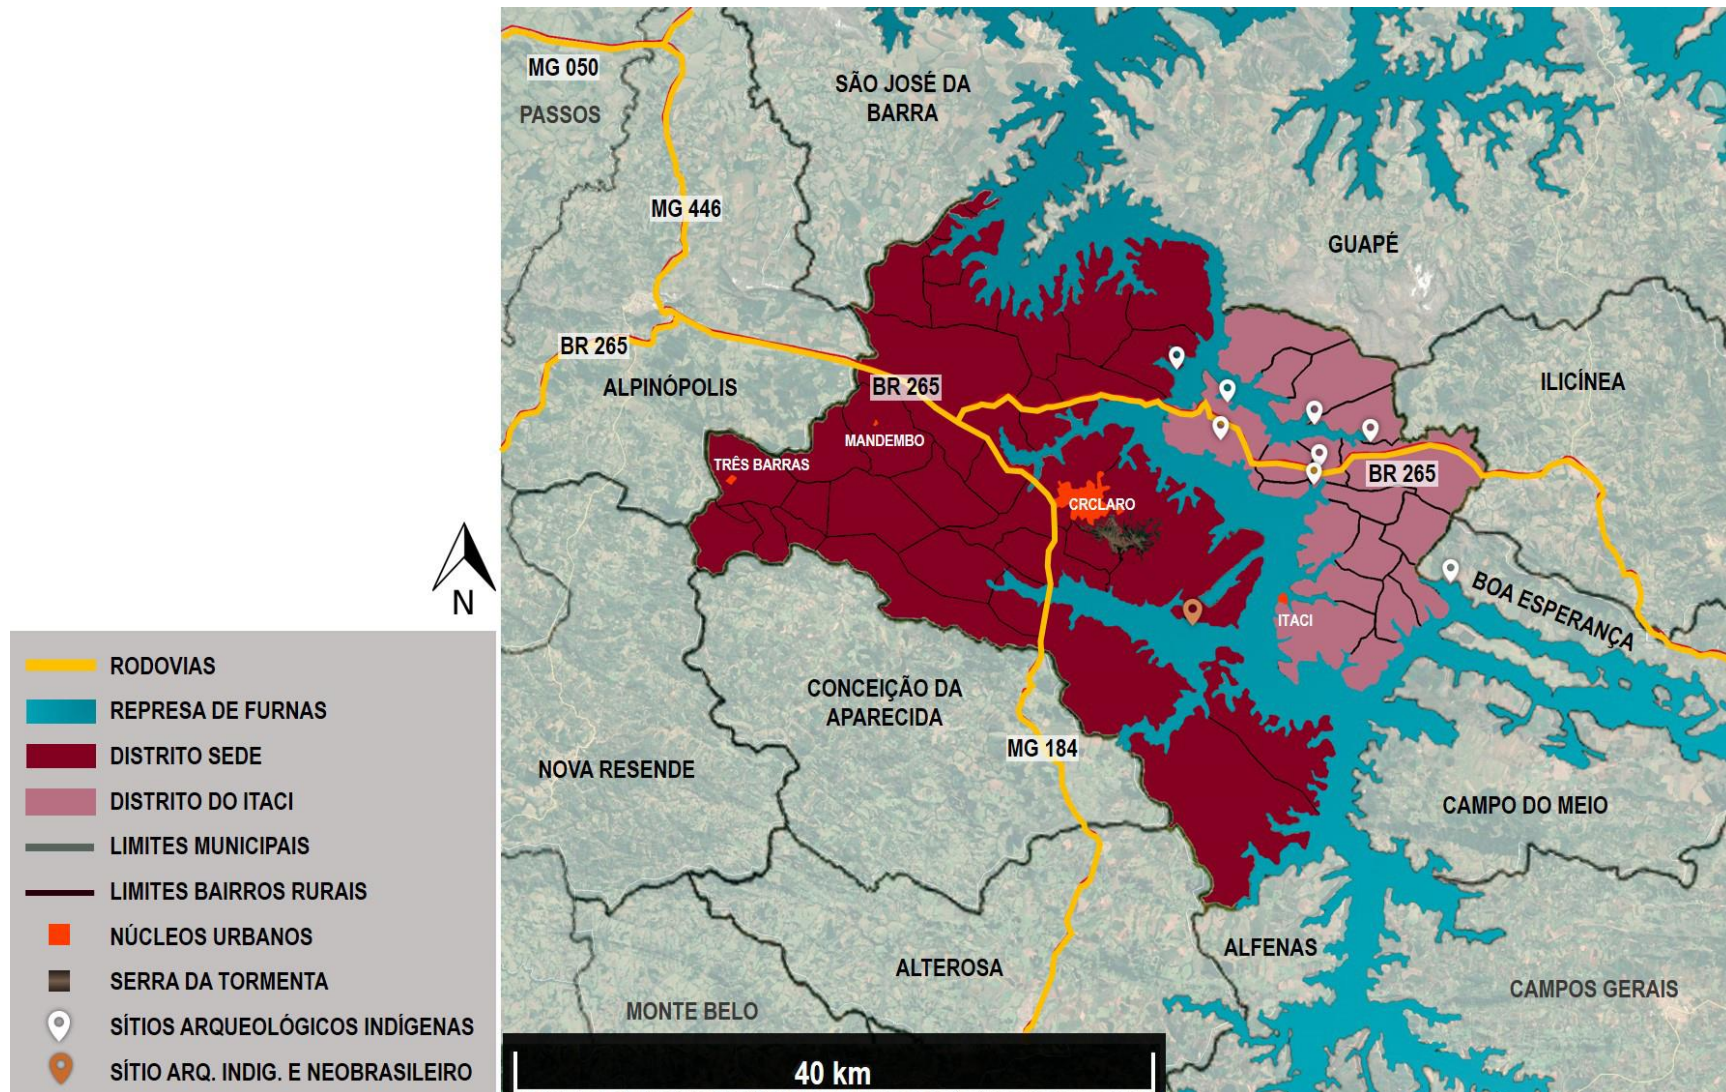 MG 050
PASSOS
SÃO JOSÉ DA
BARRA
MG 446
GUAPÉ
BR 265
ALPINÓPOLIS
BR 265
ILICÍNEA
MANDEMBO
TRÊS BARRAS
BR 265
CRCLARO
BOA ESPERANÇA
ITACI
N
CONCEIÇÃO DA
APARECIDA
MG 184
NOVA RESENDE
CAMPO DO MEIO
ALFENAS
ALTEROSA
CAMPOS GERAIS
MONTE BELO
40 km
RODOVIAS
REPRESA DE FURNAS
DISTRITO SEDE
DISTRITO DO ITACI
LIMITES MUNICIPAIS
LIMITES BAIRROS RURAIS
NÚCLEOS URBANOS
SERRA DA TORMENTA
SÍTIOS ARQUEOLÓGICOS INDÍGENAS
SÍTIO ARQ. INDIG. E NEOBRASILEIRO